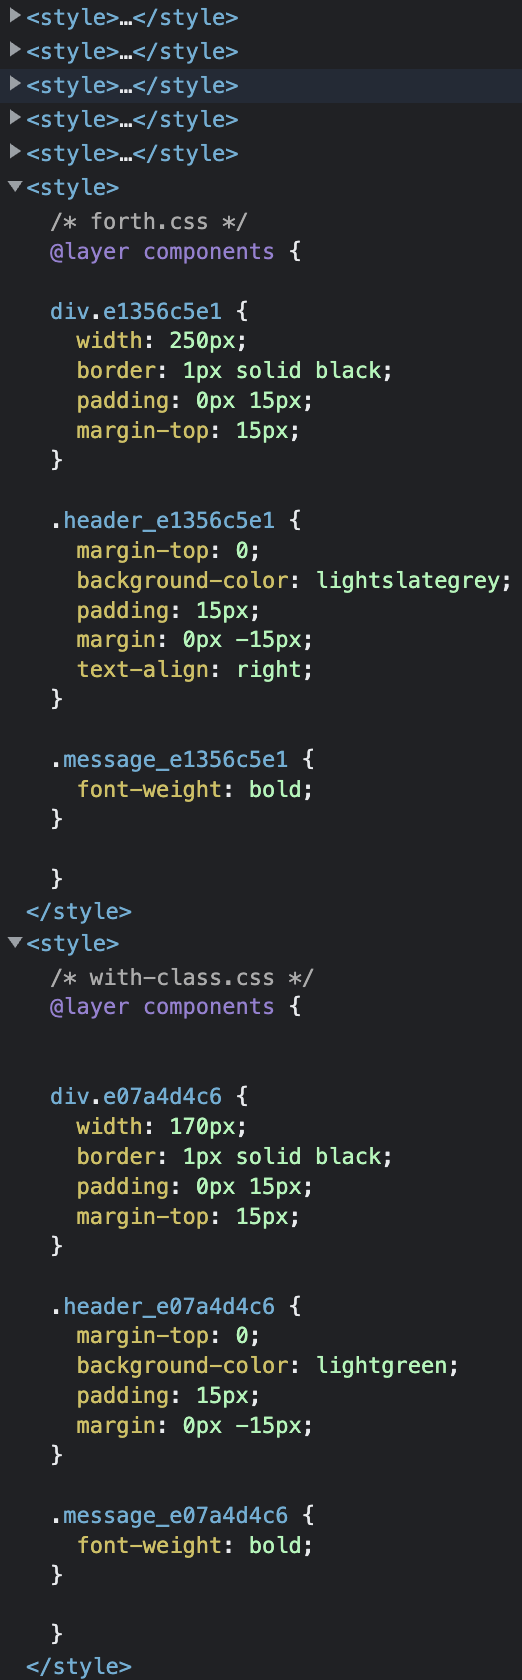 <style>…</style>
<style>…</style>
<style>…</style>
<style>…</style>
<style>…</style>
<style>
/* forth.css */
@layer components {
div.e1356c5e1 {
width: 250px;
border: 1px solid black;
padding: 0px 15px;
margin-top: 15px;
}
.header_e1356c5e1 {
margin-top: 0;
background-color: lightslategrey;
padding: 15px;
margin: 0px -15px;
text-align: right;
}
.message_e1356c5e1 {
font-weight: bold;
}
}
</style>
<style>
/* with-class.css */
@layer components {
div.e07a4d4c6 {
width: 170px;
border: 1px solid black;
padding: 0px 15px;
margin-top: 15px;
}
.header_e07a4d4c6 {
margin-top: 0;
background-color: lightgreen;
padding: 15px;
margin: 0px -15px;
}
.message_e07a4d4c6 {
font-weight: bold;
}
}
</style>